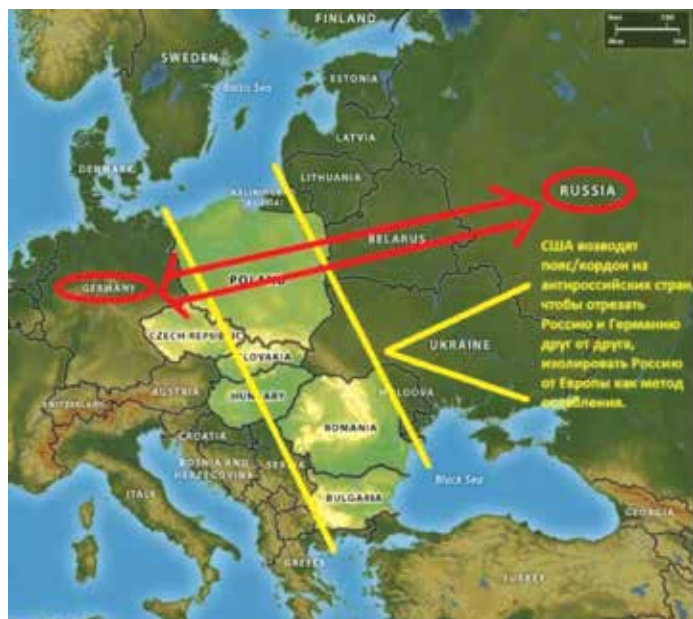 FINLAND
SWEDEN
ESTONIA
Baltic Sea
LATVIA
DENMARK
LITHUANIA
RUSSIA
BELARUS
GERMANY
POLAND
США возводят
пояс/кордон из
антироссийских стран,
чтобы отрезать
Россию и Германию
друг от друга,
изолировать Россию
от Европы как метод
ослабления.
CZECH REPUBLIC
UKRAINE
SLOVAKIA
AUSTRIA
HUNGARY
MOLDOVA
SWITZERLAND
ROMANIA
CROATIA
BOSNIA AND
HERZEGOVINA
SERBIA
Black Sea
ITALY
BULGARIA
GEORGIA
GREECE
TURKEY